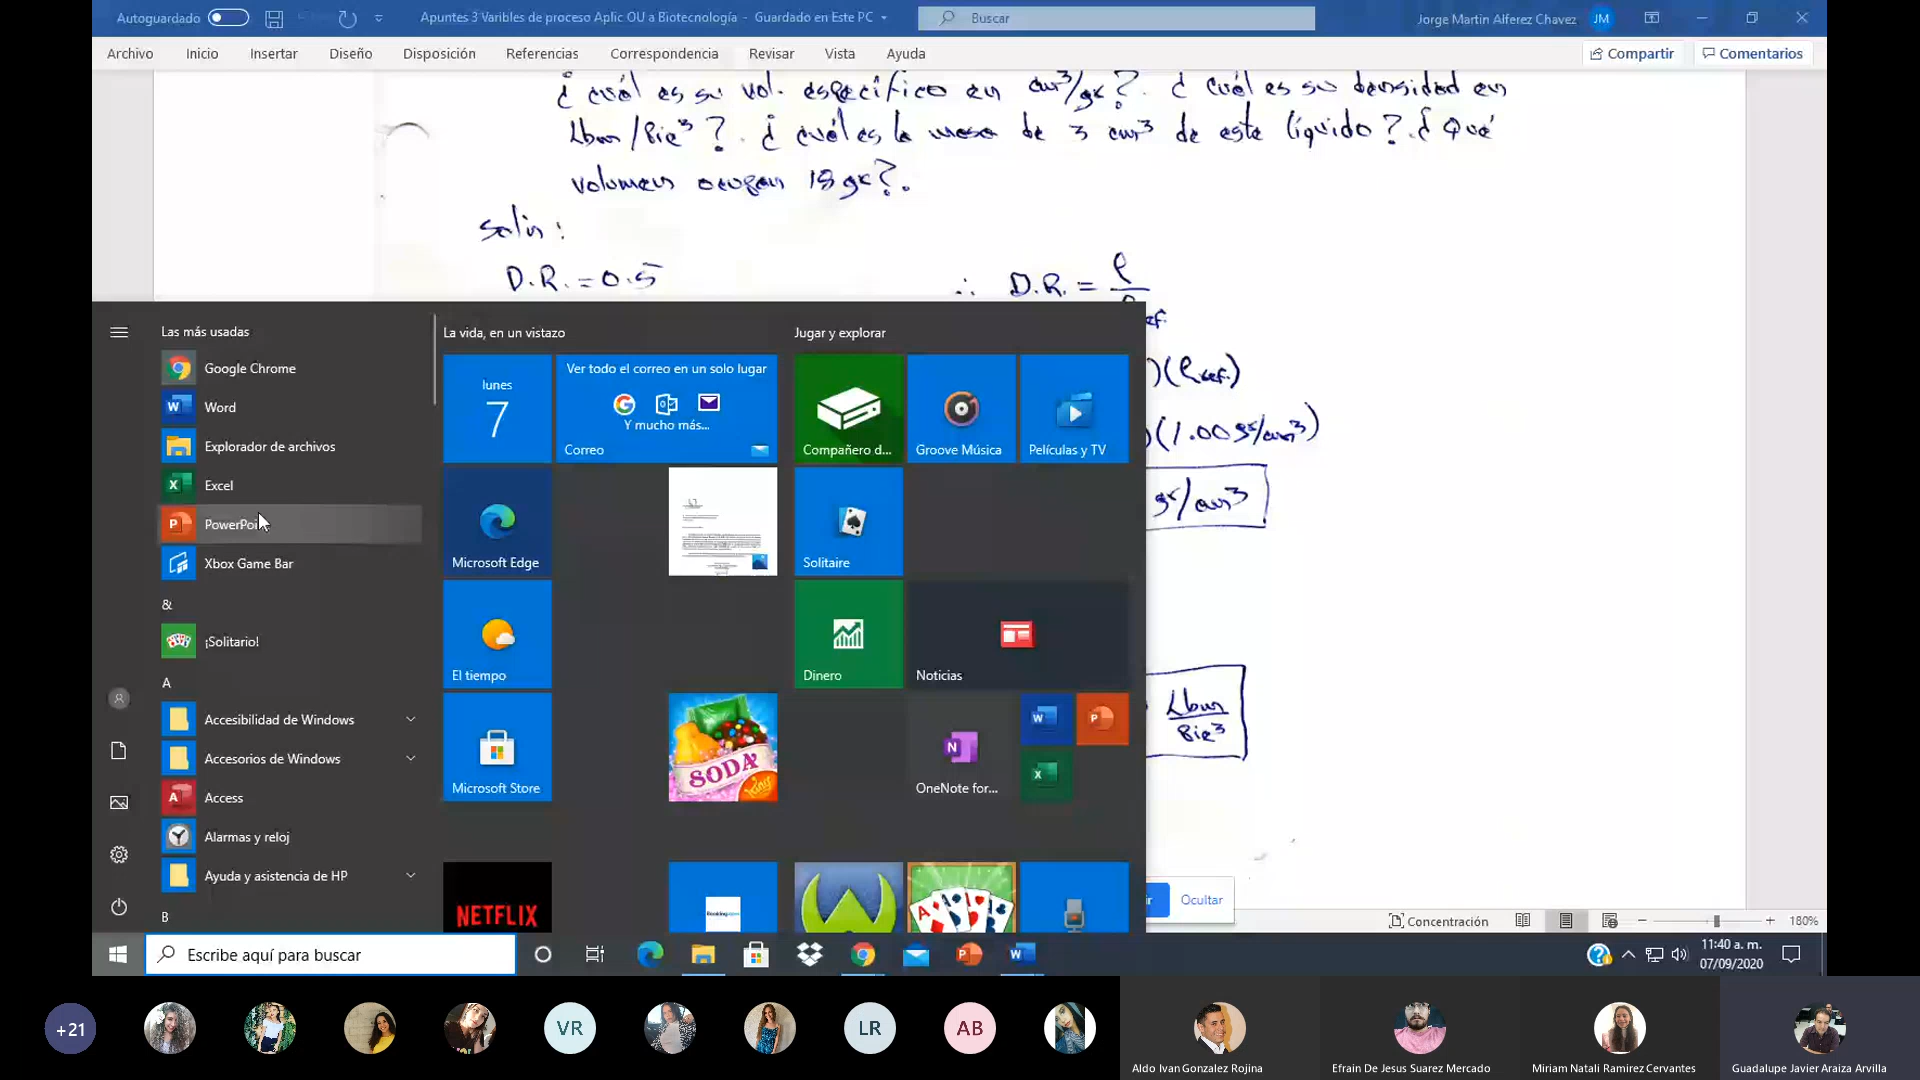 Autoguardado
Apuntes 3 Varibles de proceso Aplic OU a Biotecnología - Guardado en Este PC
Buscar
Jorge Martin Alferez Chavez
JM
Archivo Inicio Insertar Diseño Disposición Referencias Correspondencia Revisar Vista Ayuda
Compartir
Comentarios
¿ cuál es su vol. específico en cm³/gr?. ¿ Cuál es su densidad en
Lbm/Pie³?. ¿ cuál es la masa de 3 cm³ de este líquido?. ¿ Qué
volumen ocupan 18 gr?.
Soln:
D.R. = 0.5
∴ D.R. = ρ
ef.
)(ρref.)
)(1.00 gr/cm³)
gr/cm³
Lbm
Pie³
Las más usadas
Google Chrome
Word
Explorador de archivos
Excel
PowerPoi
Xbox Game Bar
&
¡Solitario!
A
Accesibilidad de Windows
Accesorios de Windows
Access
Alarmas y reloj
Ayuda y asistencia de HP
B
La vida, en un vistazo
lunes
7
Ver todo el correo en un solo lugar
Y mucho más...
Correo
Microsoft Edge
El tiempo
Microsoft Store
SODA
NETFLIX
Jugar y explorar
Compañero d...
Groove Música
Películas y TV
Solitaire
Dinero
Noticias
OneNote for...
ir
Ocultar
Concentración
180%
Escribe aquí para buscar
11:40 a. m.
07/09/2020
+21
VR
LR
AB
Aldo Ivan Gonzalez Rojina
Efrain De Jesus Suarez Mercado
Miriam Natali Ramirez Cervantes
Guadalupe Javier Araiza Arvilla